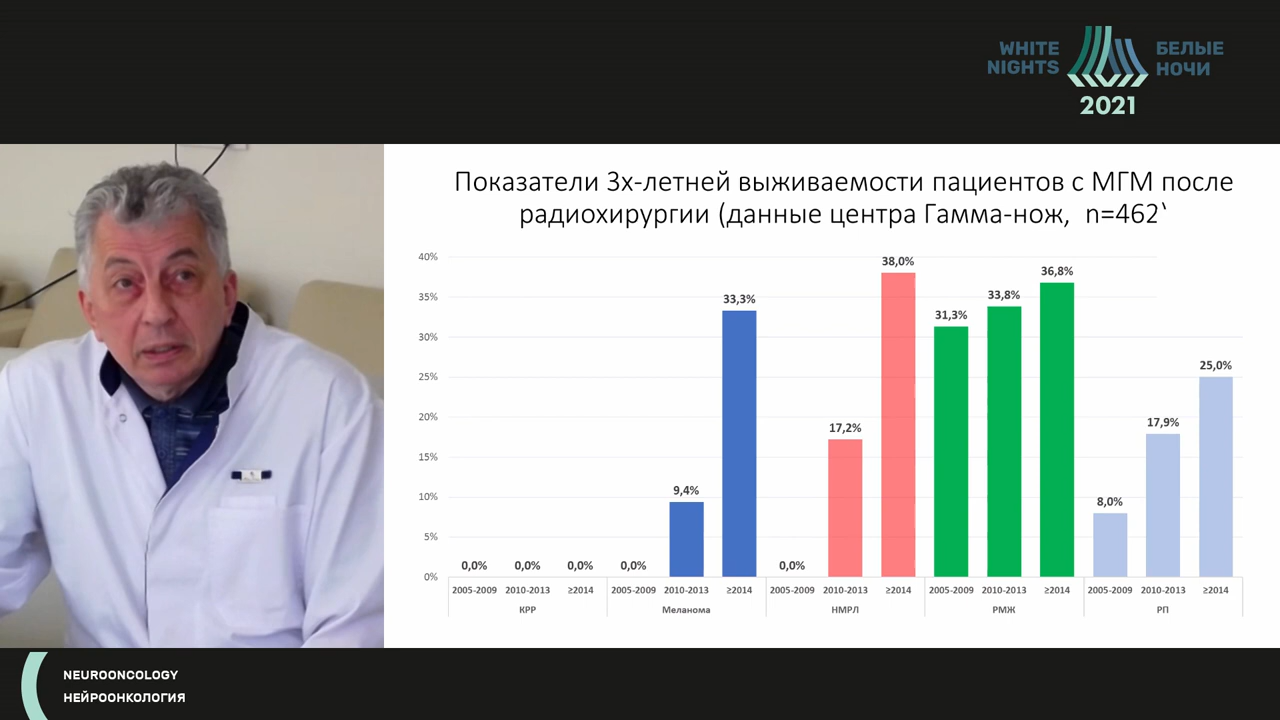 WHITE NIGHTS
БЕЛЫЕ НОЧИ
2021
Показатели 3х-летней выживаемости пациентов с МГМ после
радиохирургии (данные центра Гамма-нож, n=462‛
40%
35%
30%
25%
20%
15%
10%
5%
0%
0,0% 0,0% 0,0% 0,0% 9,4% 33,3% 0,0% 17,2% 38,0% 31,3% 33,8% 36,8% 8,0% 17,9% 25,0%
2005-2009 2010-2013 ≥2014 2005-2009 2010-2013 ≥2014 2005-2009 2010-2013 ≥2014 2005-2009 2010-2013 ≥2014 2005-2009 2010-2013 ≥2014
КРР Меланома НМРЛ РМЖ РП
NEUROONCOLOGY
НЕЙРООНКОЛОГИЯ